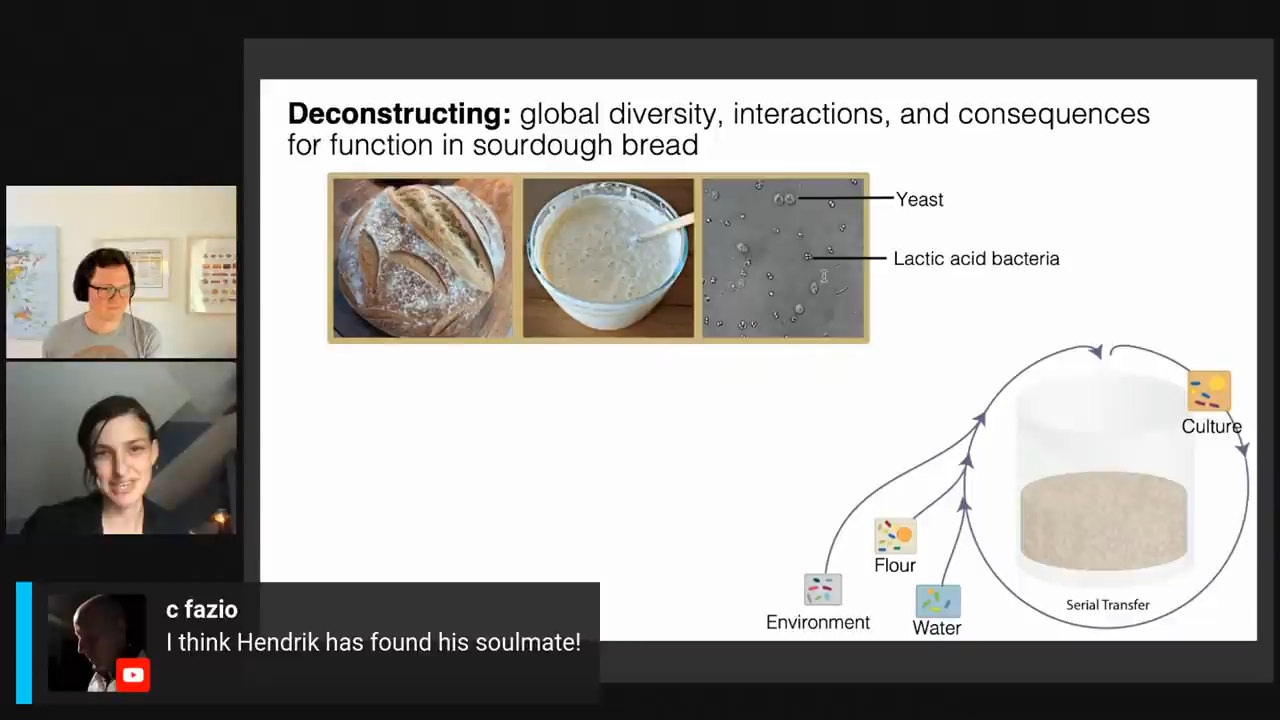 Deconstructing: global diversity, interactions, and consequences
for function in sourdough bread
Yeast
Lactic acid bacteria
Culture
Flour
Environment
Water
Serial Transfer
c fazio
I think Hendrik has found his soulmate!